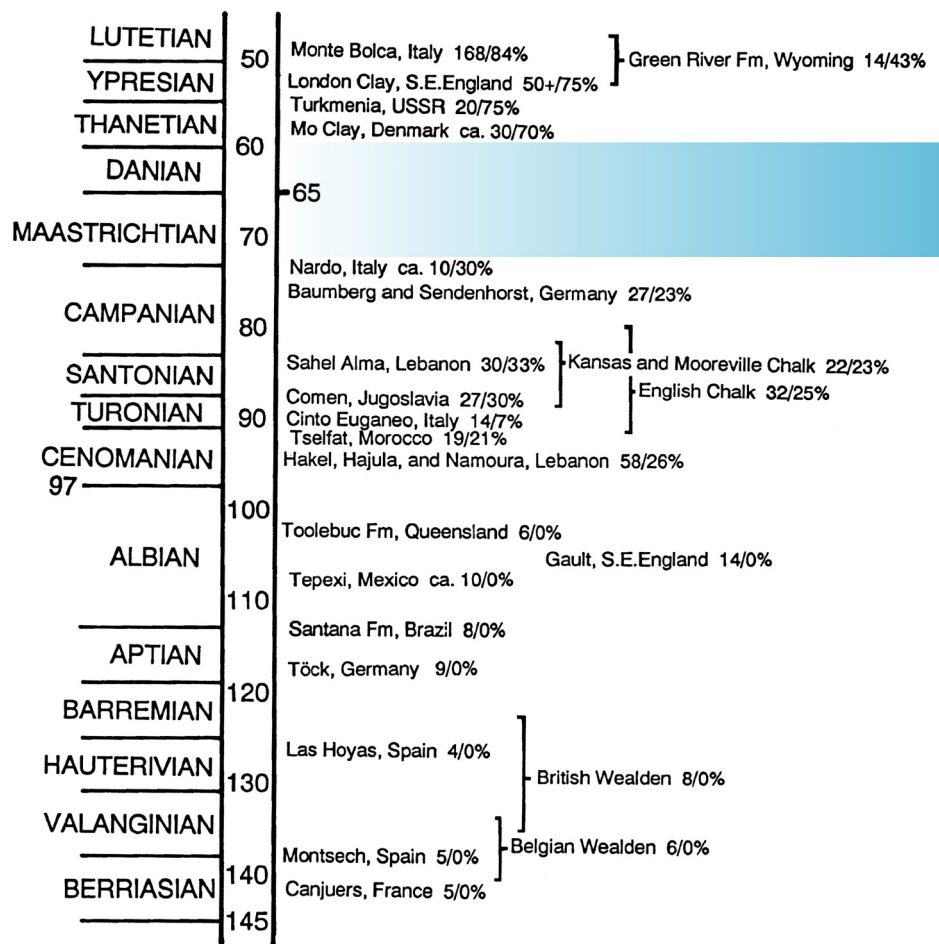 LUTETIAN
50
Monte Bolca, Italy 168/84%
Green River Fm, Wyoming 14/43%
YPRESIAN
London Clay, S.E.England 50+/75%
Turkmenia, USSR 20/75%
THANETIAN
Mo Clay, Denmark ca. 30/70%
60
DANIAN
65
MAASTRICHTIAN
70
Nardo, Italy ca. 10/30%
Baumberg and Sendenhorst, Germany 27/23%
CAMPANIAN
80
Sahel Alma, Lebanon 30/33%
Kansas and Mooreville Chalk 22/23%
SANTONIAN
English Chalk 32/25%
Comen, Jugoslavia 27/30%
TURONIAN
90
Cinto Euganeo, Italy 14/7%
Tselfat, Morocco 19/21%
CENOMANIAN
Hakel, Hajula, and Namoura, Lebanon 58/26%
97
100
Toolebuc Fm, Queensland 6/0%
ALBIAN
Gault, S.E.England 14/0%
Tepexi, Mexico ca. 10/0%
110
Santana Fm, Brazil 8/0%
APTIAN
Töck, Germany 9/0%
120
BARREMIAN
Las Hoyas, Spain 4/0%
HAUTERIVIAN
130
British Wealden 8/0%
VALANGINIAN
Belgian Wealden 6/0%
Montsech, Spain 5/0%
140
BERRIASIAN
Canjuers, France 5/0%
145